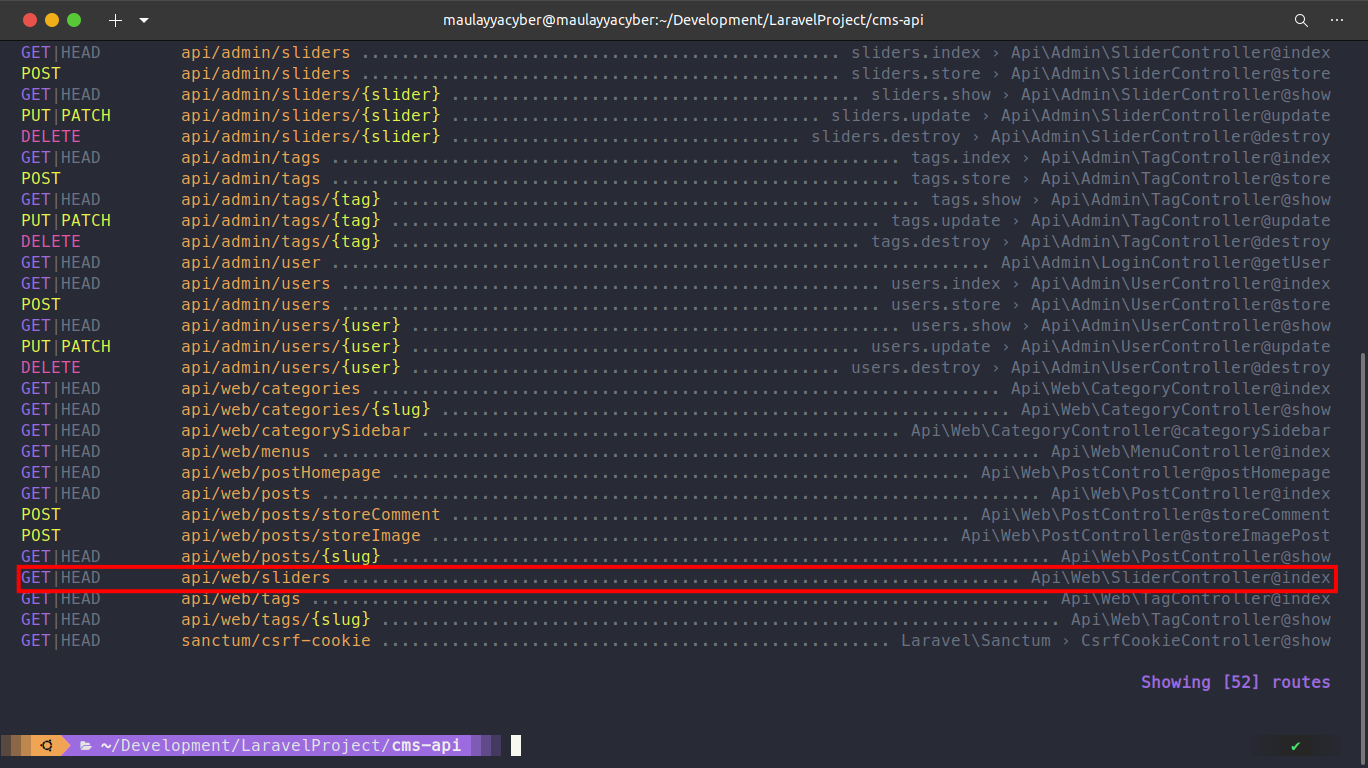 maulayyacyber@maulayyacyber:~/Development/LaravelProject/cms-api
GET|HEAD api/admin/sliders ................................................ sliders.index › Api\Admin\SliderController@index
POST api/admin/sliders ................................................ sliders.store › Api\Admin\SliderController@store
GET|HEAD api/admin/sliders/{slider} ......................................... sliders.show › Api\Admin\SliderController@show
PUT|PATCH api/admin/sliders/{slider} ..................................... sliders.update › Api\Admin\SliderController@update
DELETE api/admin/sliders/{slider} ................................... sliders.destroy › Api\Admin\SliderController@destroy
GET|HEAD api/admin/tags ......................................................... tags.index › Api\Admin\TagController@index
POST api/admin/tags ......................................................... tags.store › Api\Admin\TagController@store
GET|HEAD api/admin/tags/{tag} ..................................................... tags.show › Api\Admin\TagController@show
PUT|PATCH api/admin/tags/{tag} ................................................. tags.update › Api\Admin\TagController@update
DELETE api/admin/tags/{tag} ............................................... tags.destroy › Api\Admin\TagController@destroy
GET|HEAD api/admin/user .................................................................. Api\Admin\LoginController@getUser
GET|HEAD api/admin/users ...................................................... users.index › Api\Admin\UserController@index
POST api/admin/users ...................................................... users.store › Api\Admin\UserController@store
GET|HEAD api/admin/users/{user} ................................................. users.show › Api\Admin\UserController@show
PUT|PATCH api/admin/users/{user} ............................................. users.update › Api\Admin\UserController@update
DELETE api/admin/users/{user} ........................................... users.destroy › Api\Admin\UserController@destroy
GET|HEAD api/web/categories ............................................................... Api\Web\CategoryController@index
GET|HEAD api/web/categories/{slug} ......................................................... Api\Web\CategoryController@show
GET|HEAD api/web/categorySidebar ................................................ Api\Web\CategoryController@categorySidebar
GET|HEAD api/web/menus ........................................................................ Api\Web\MenuController@index
GET|HEAD api/web/postHomepage .......................................................... Api\Web\PostController@postHomepage
GET|HEAD api/web/posts ........................................................................ Api\Web\PostController@index
POST api/web/posts/storeComment .................................................... Api\Web\PostController@storeComment
POST api/web/posts/storeImage .................................................... Api\Web\PostController@storeImagePost
GET|HEAD api/web/posts/{slug} .................................................................. Api\Web\PostController@show
GET|HEAD api/web/sliders .................................................................... Api\Web\SliderController@index
GET|HEAD api/web/tags .......................................................................... Api\Web\TagController@index
GET|HEAD api/web/tags/{slug} .................................................................... Api\Web\TagController@show
GET|HEAD sanctum/csrf-cookie ................................................... Laravel\Sanctum › CsrfCookieController@show
Showing [52] routes
~/Development/LaravelProject/cms-api